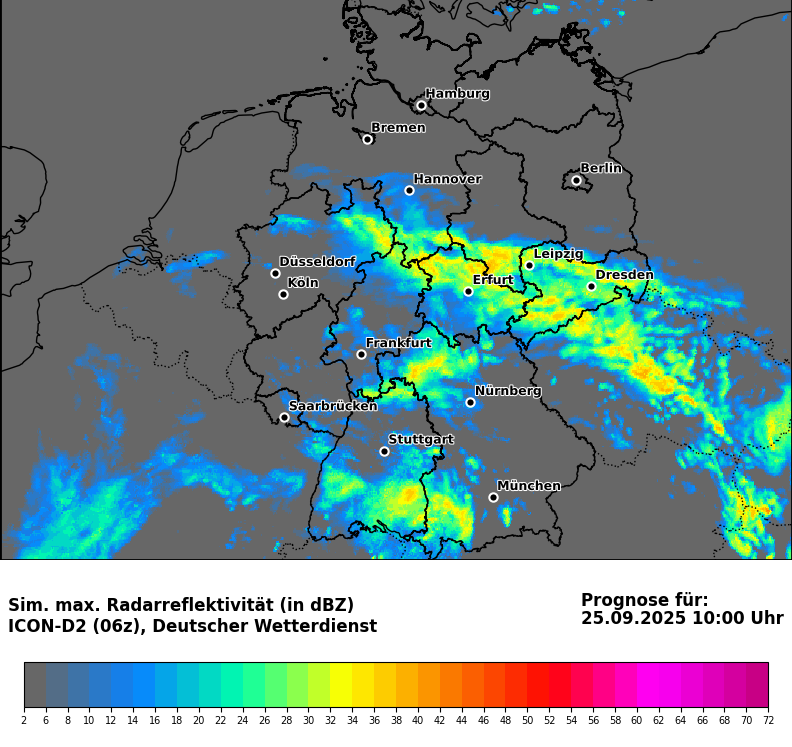 Hamburg
Bremen
Berlin
Hannover
Leipzig
Düsseldorf
Dresden
Köln
Erfurt
Frankfurt
Nürnberg
Saarbrücken
Stuttgart
München
Sim. max. Radarreflektivität (in dBZ)
ICON-D2 (06z), Deutscher Wetterdienst
Prognose für:
25.09.2025 10:00 Uhr
2 6 8 10 12 14 16 18 20 22 24 26 28 30 32 34 36 38 40 42 44 46 48 50 52 54 56 58 60 62 64 66 68 70 72